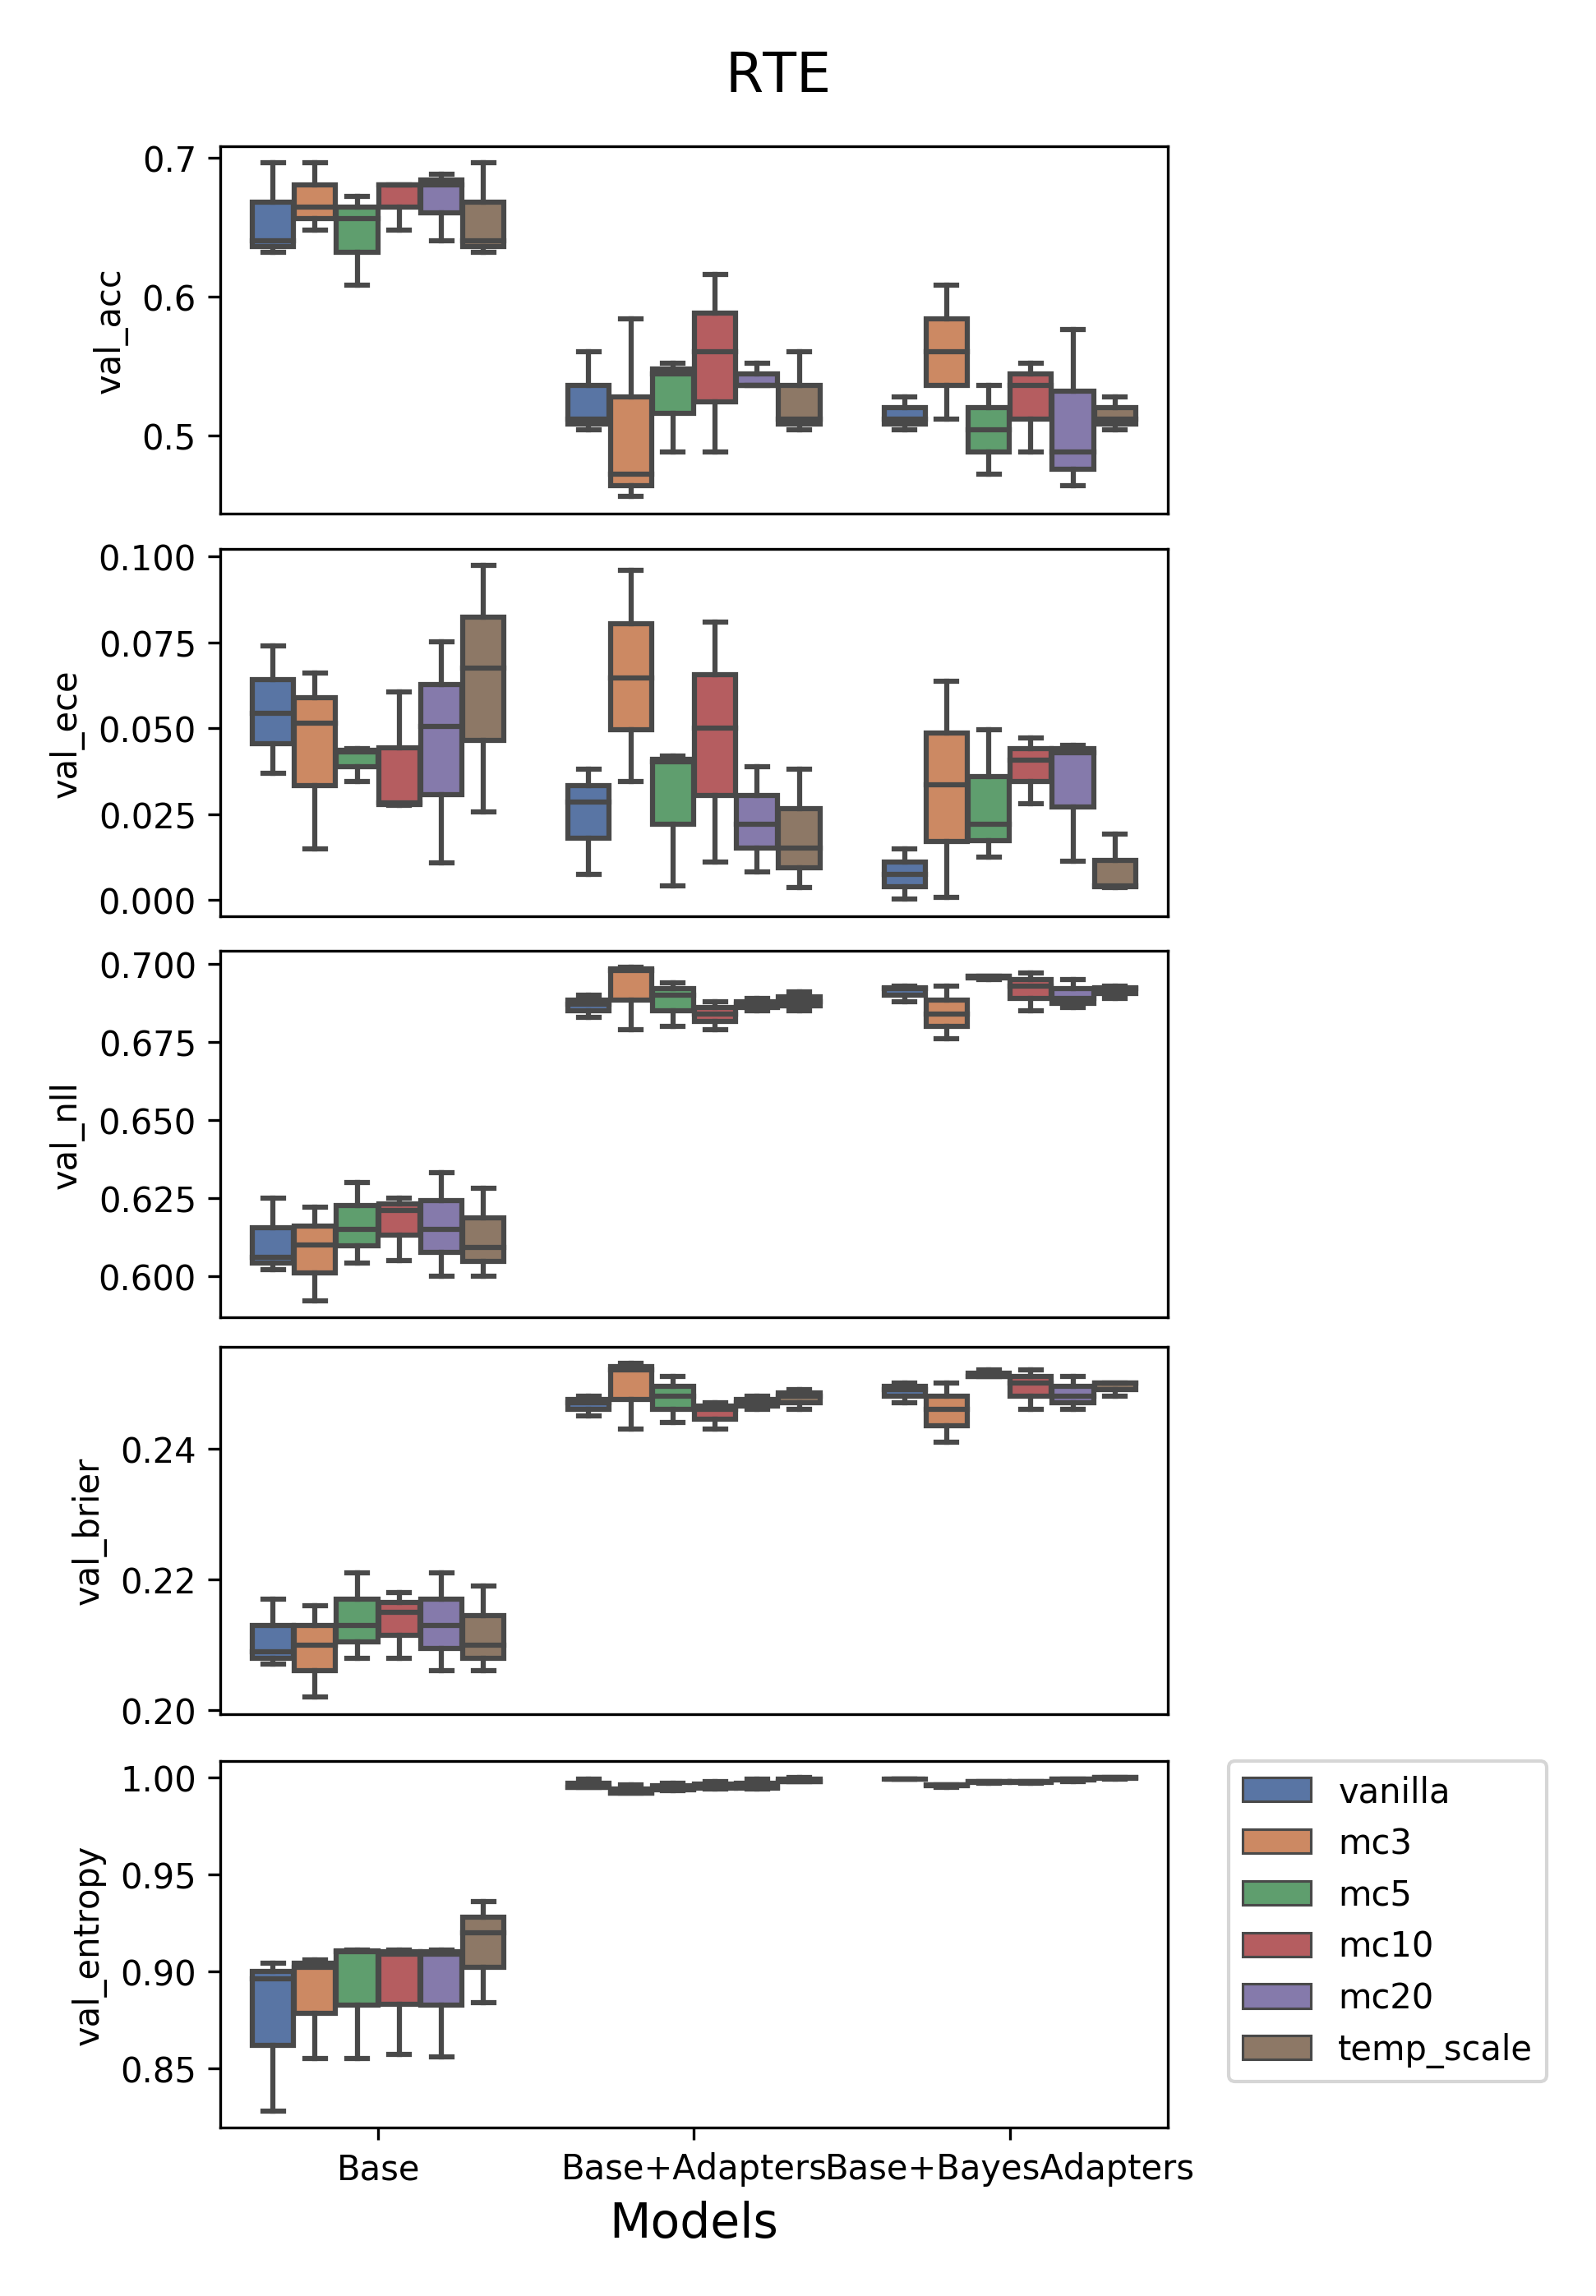 RTE
0.7
0.6
0.5
val_acc
0.100
0.075
0.050
0.025
0.000
val_ece
0.700
0.675
0.650
0.625
0.600
val_nll
0.24
0.22
0.20
val_brier
1.00
0.95
0.90
0.85
val_entropy
vanilla
mc3
mc5
mc10
mc20
temp_scale
Base
Base+Adapters
Base+BayesAdapters
Models